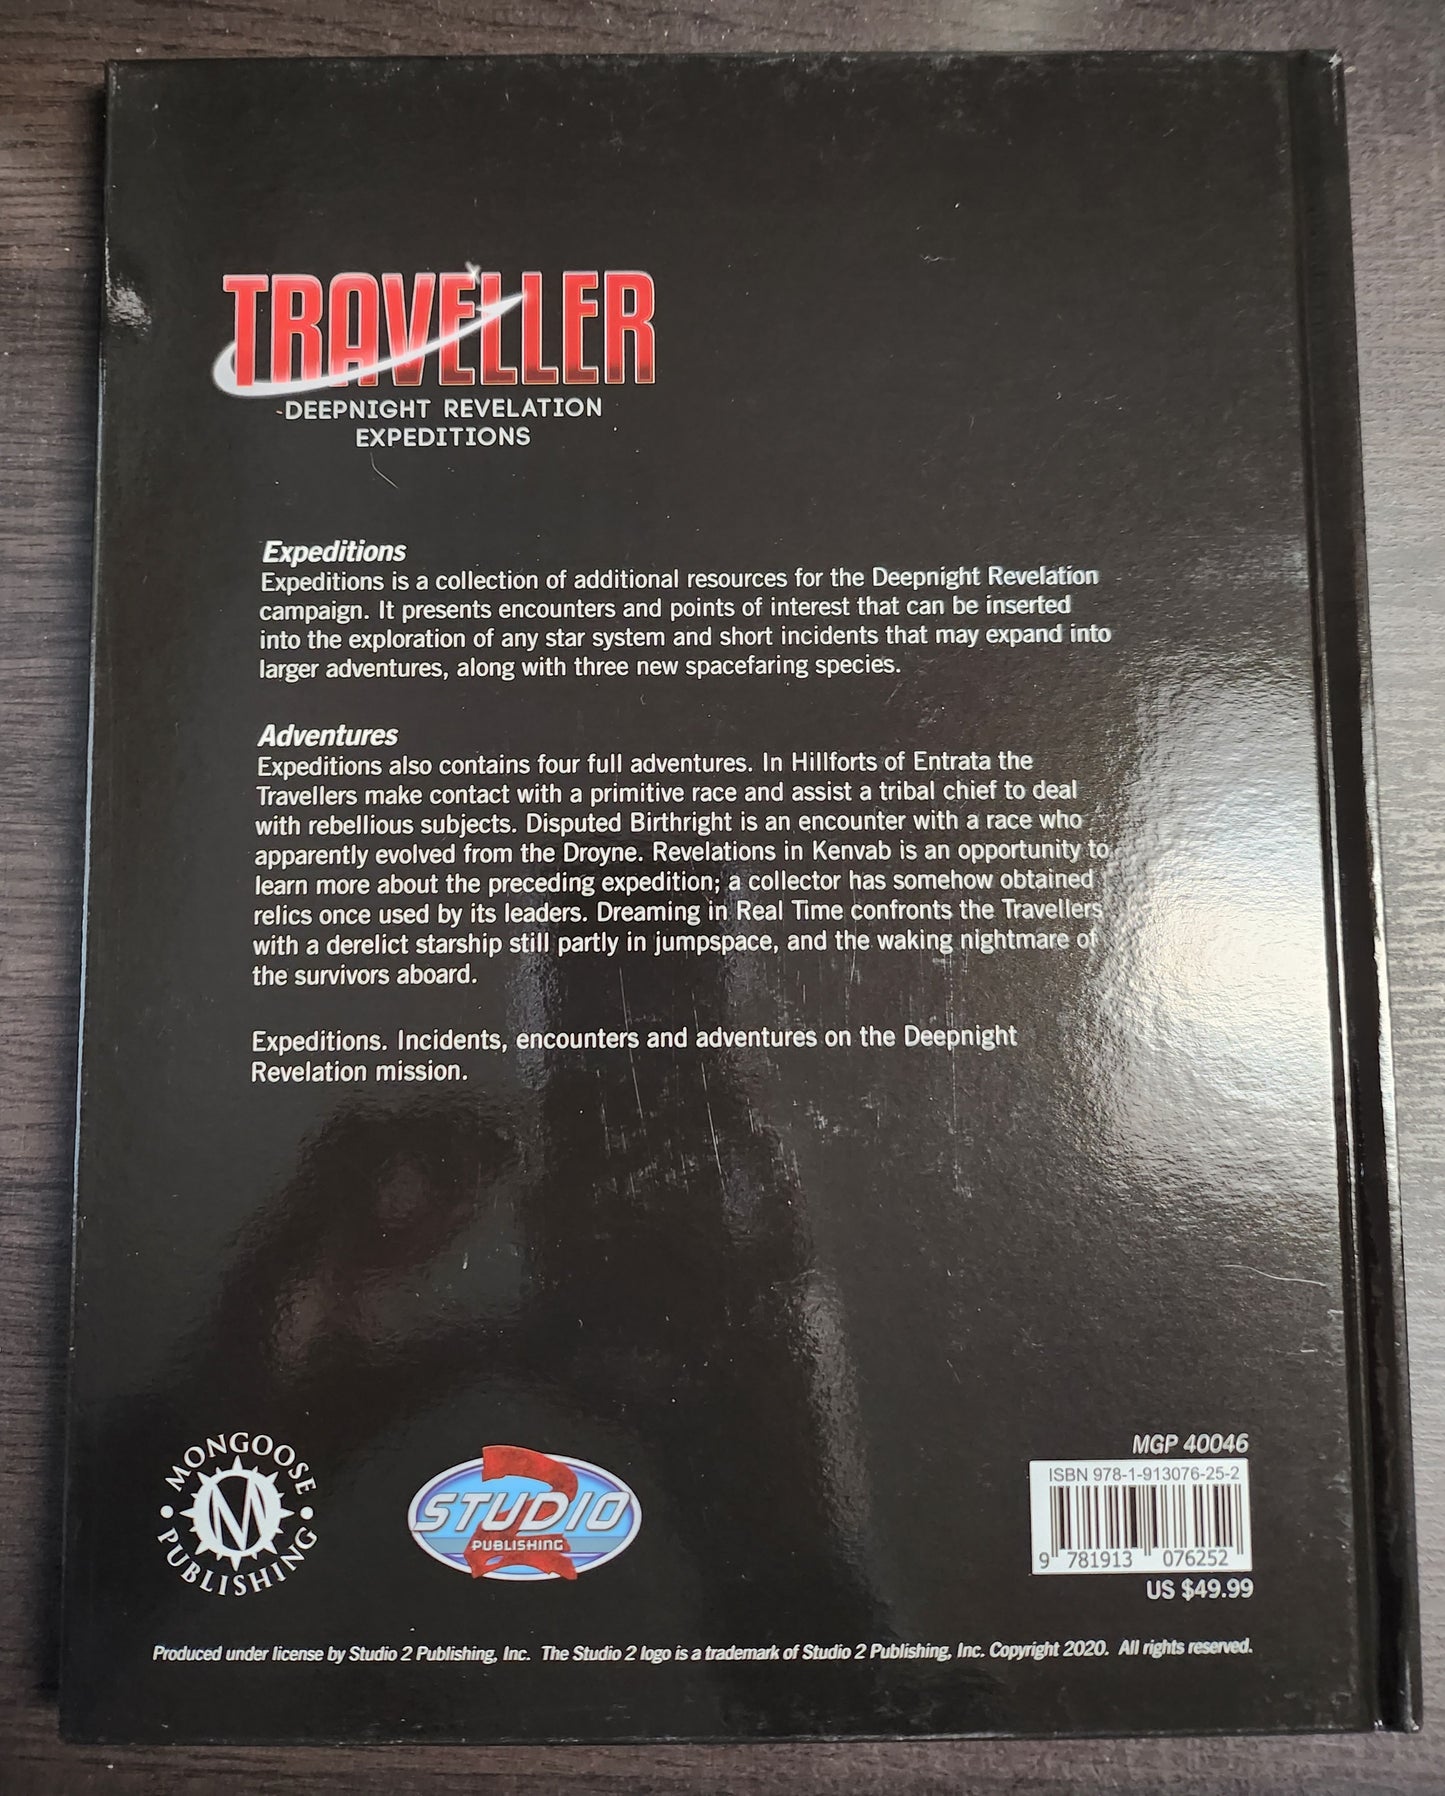 TRAVELLER
DEEPNIGHT REVELATION
EXPEDITIONS
Expeditions
Expeditions is a collection of additional resources for the Deepnight Revelation
campaign. It presents encounters and points of interest that can be inserted
into the exploration of any star system and short incidents that may expand into
larger adventures, along with three new spacefaring species.
Adventures
Expeditions also contains four full adventures. In Hillforts of Entrata the
Travellers make contact with a primitive race and assist a tribal chief to deal
with rebellious subjects. Disputed Birthright is an encounter with a race who
apparently evolved from the Droyne. Revelations in Kenvab is an opportunity to
learn more about the preceding expedition; a collector has somehow obtained
relics once used by its leaders. Dreaming in Real Time confronts the Travellers
with a derelict starship still partly in jumpspace, and the waking nightmare of
the survivors aboard.
Expeditions. Incidents, encounters and adventures on the Deepnight
Revelation mission.
MONGOOSE
M
PUBLISHING
2
STUDIO
PUBLISHING
MGP 40046
ISBN 978-1-913076-25-2
9 781913 076252
US $49.99
Produced under license by Studio 2 Publishing, Inc. The Studio 2 logo is a trademark of Studio 2 Publishing, Inc. Copyright 2020. All rights reserved.